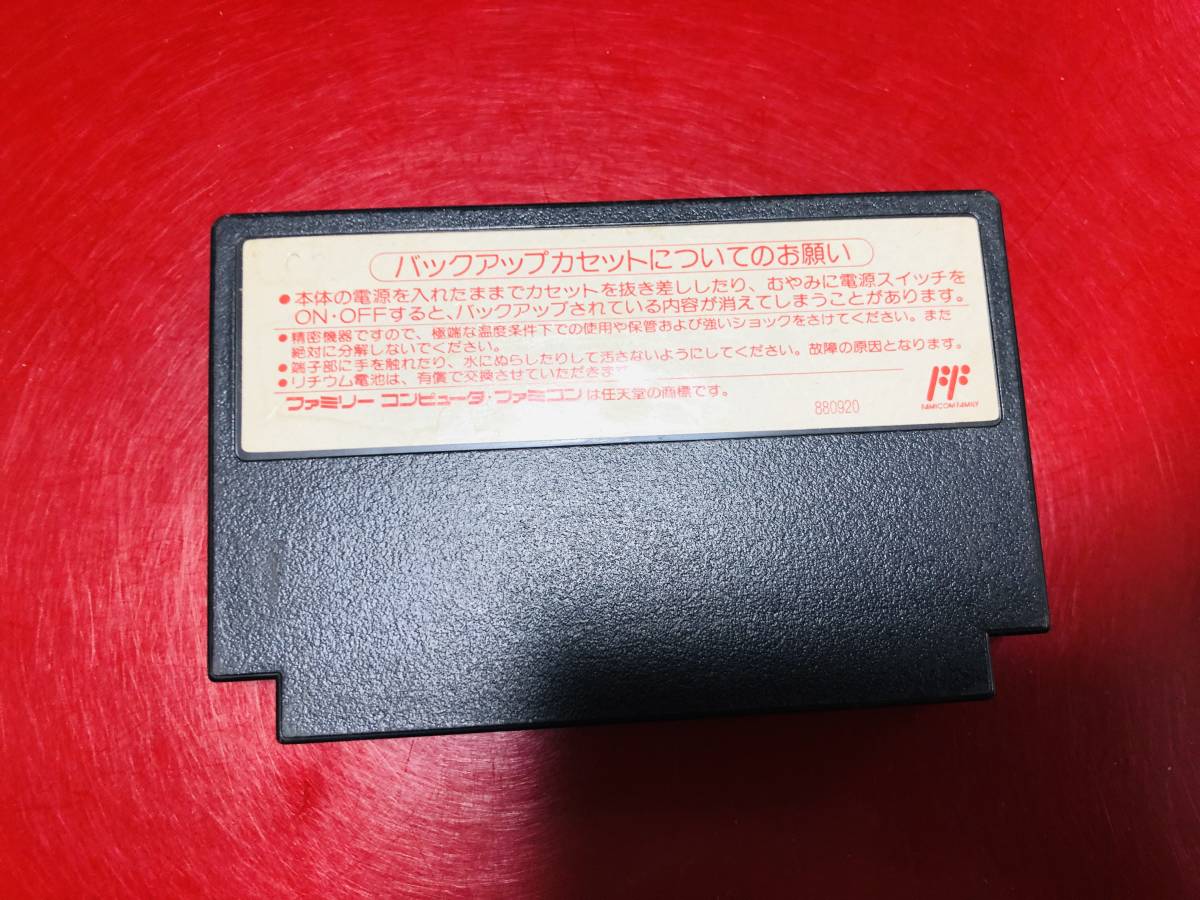 バックアップカセットについてのお願い
●本体の電源を入れたままでカセットを抜き差ししたり、むやみに電源スイッチを
ON・OFFすると、バックアップされている内容が消えてしまうことがあります。
●精密機器ですので、極端な温度条件下での使用や保管および強いショックをさけてください。また
絶対に分解しないでください。
●端子部に手を触れたり、水にぬらしたりして汚さないようにしてください。故障の原因となります。
●リチウム電池は、有償で交換させていただきます
ファミリーコンピュータ・ファミコンは任天堂の商標です。
880920
FAMICOM FAMILY